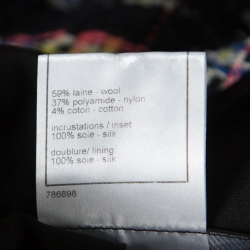 59% laine - wool
37% polyamide - nylon
4% coton - cotton
incrustations / inset
100% soie - silk
doublure/ lining
100% soie - silk
786898